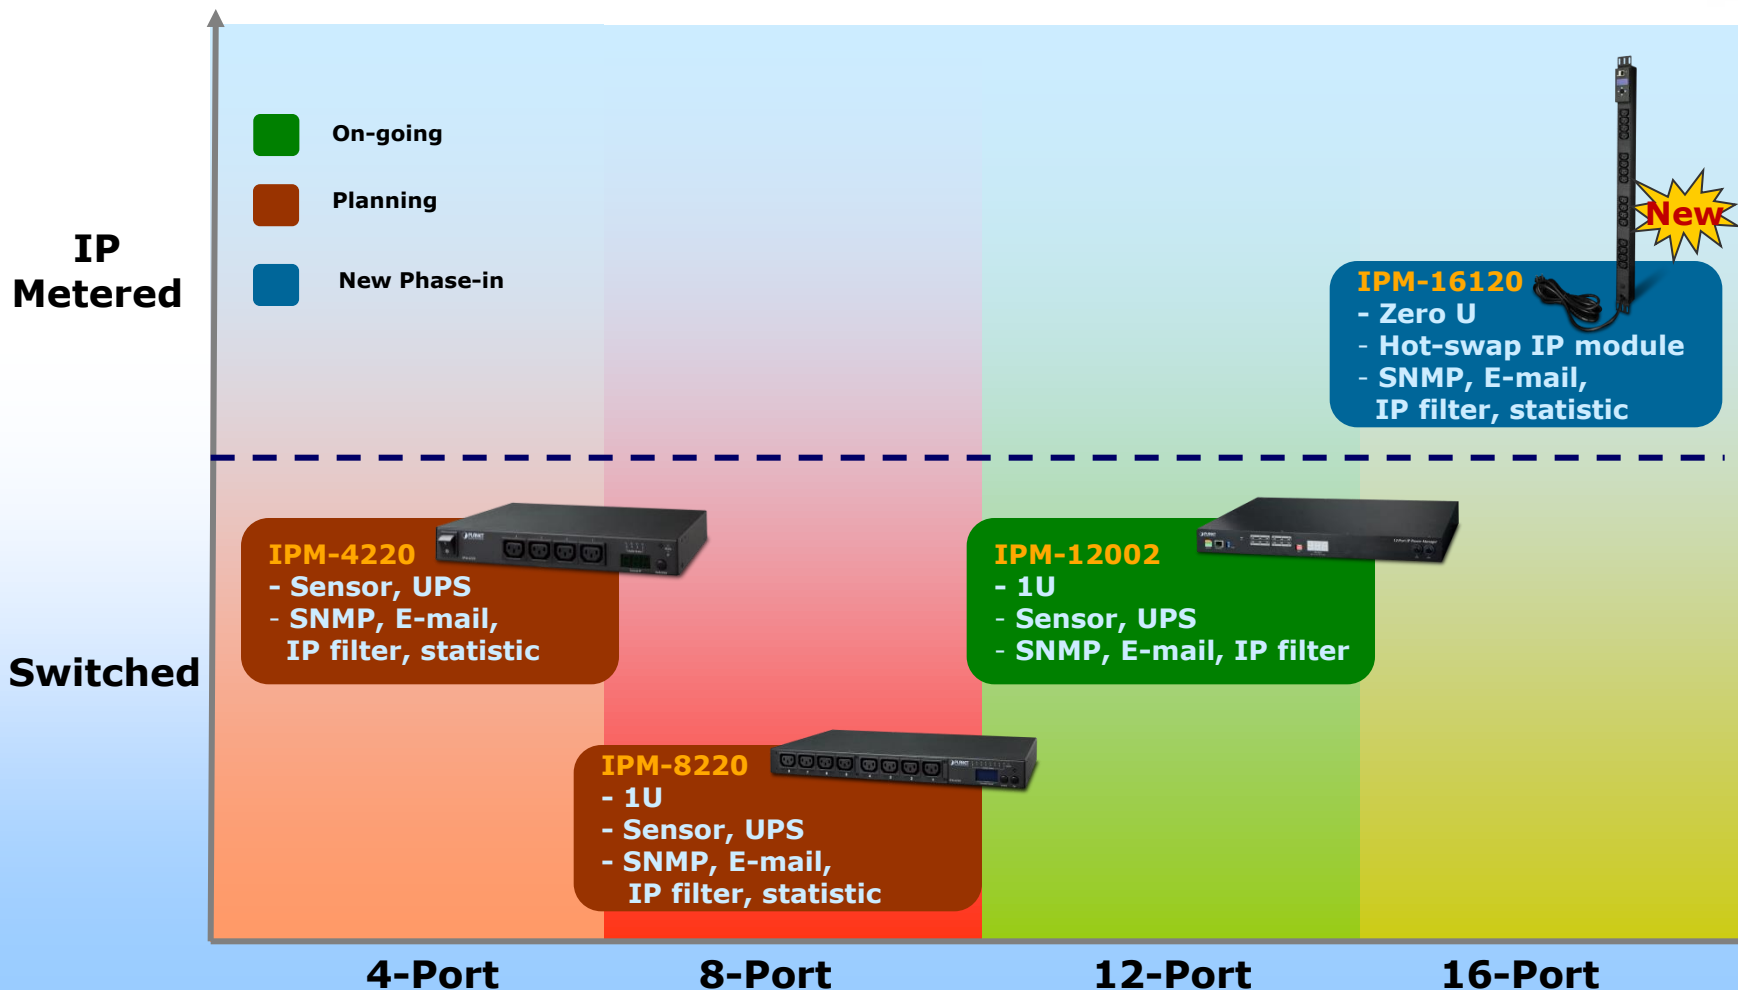 On-going
Planning
New Phase-in
IP
Metered
New
IPM-16120
- Zero U
- Hot-swap IP module
- SNMP, E-mail,
IP filter, statistic
IPM-4220
- Sensor, UPS
- SNMP, E-mail,
IP filter, statistic
IPM-12002
- 1U
- Sensor, UPS
- SNMP, E-mail, IP filter
Switched
IPM-8220
- 1U
- Sensor, UPS
- SNMP, E-mail,
IP filter, statistic
4-Port
8-Port
12-Port
16-Port